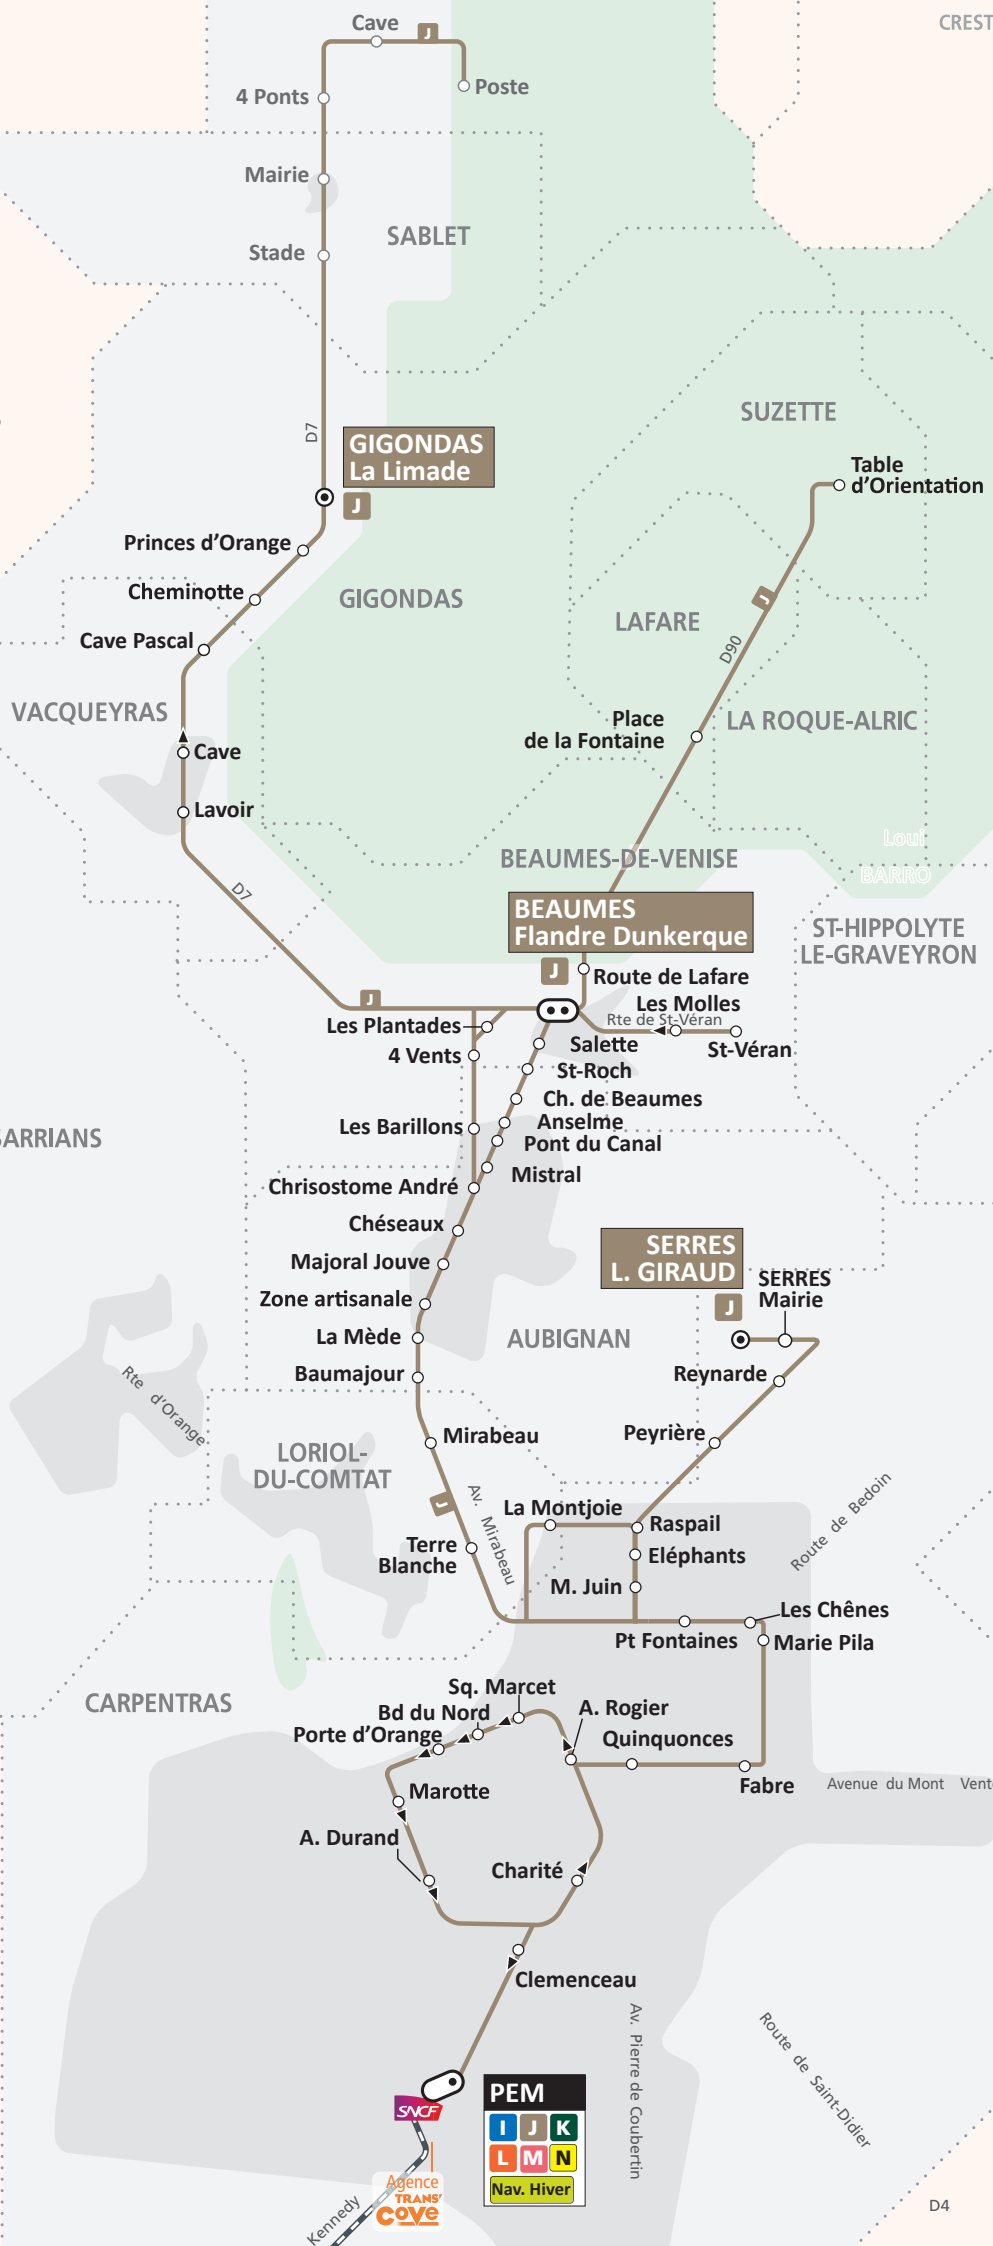 Cave
J
CREST
Poste
4 Ponts
Mairie
SABLET
Stade
D7
GIGONDAS
La Limade
J
SUZETTE
Table
d'Orientation
Princes d'Orange
Cheminotte
GIGONDAS
J
LAFARE
Cave Pascal
D90
VACQUEYRAS
Place
de la Fontaine
LA ROQUE-ALRIC
Cave
Lavoir
Loui
BARRO
BEAUMES-DE-VENISE
D7
BEAUMES
Flandre Dunkerque
ST-HIPPOLYTE
LE-GRAVEYRON
J
Route de Lafare
J
Les Molles
Rte de St-Véran
St-Véran
Les Plantades
Salette
4 Vents
St-Roch
Ch. de Beaumes
Les Barillons
Anselme
Pont du Canal
ARRIANS
Mistral
Chrisostome André
Chéseaux
Majoral Jouve
SERRES
L. GIRAUD
J
SERRES
Mairie
Zone artisanale
La Mède
AUBIGNAN
Baumajour
Reynarde
Rte d'Orange
Mirabeau
Peyrière
LORIOL-
DU-COMTAT
J
Av. Mirabeau
La Montjoie
Raspail
Route de Bedoin
Terre
Blanche
Eléphants
M. Juin
Les Chênes
Pt Fontaines
Marie Pila
CARPENTRAS
Sq. Marcet
Bd du Nord
Porte d'Orange
A. Rogier
Quinquonces
Fabre
Avenue du Mont Vent
Marotte
A. Durand
Charité
Clemenceau
Av. Pierre de Coubertin
Route de Saint-Didier
SNCF
PEM
I J K
L M N
Nav. Hiver
Agence
TRANS'
COVE
Kennedy
D4